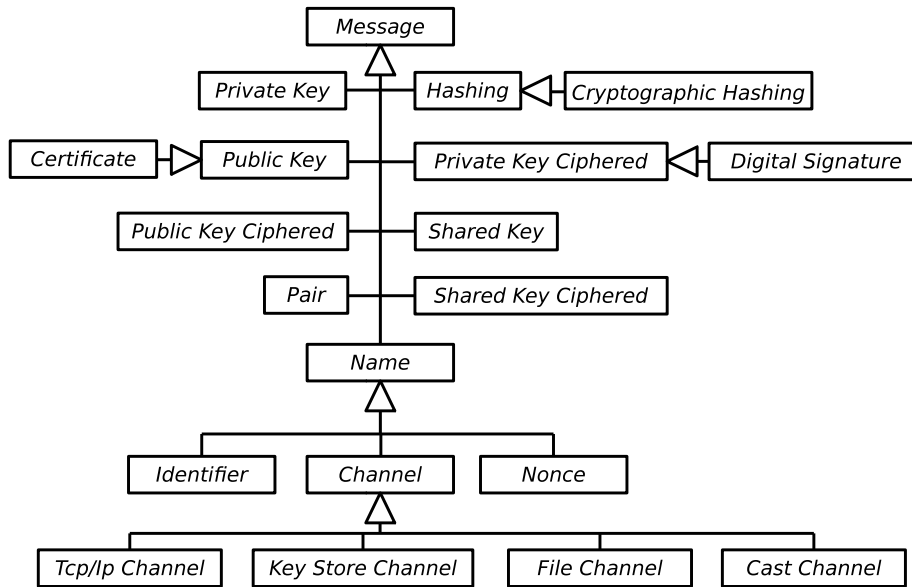 Message
Private Key
Hashing
Cryptographic Hashing
Certificate
Public Key
Private Key Ciphered
Digital Signature
Public Key Ciphered
Shared Key
Pair
Shared Key Ciphered
Name
Identifier
Channel
Nonce
Tcp/Ip Channel
Key Store Channel
File Channel
Cast Channel